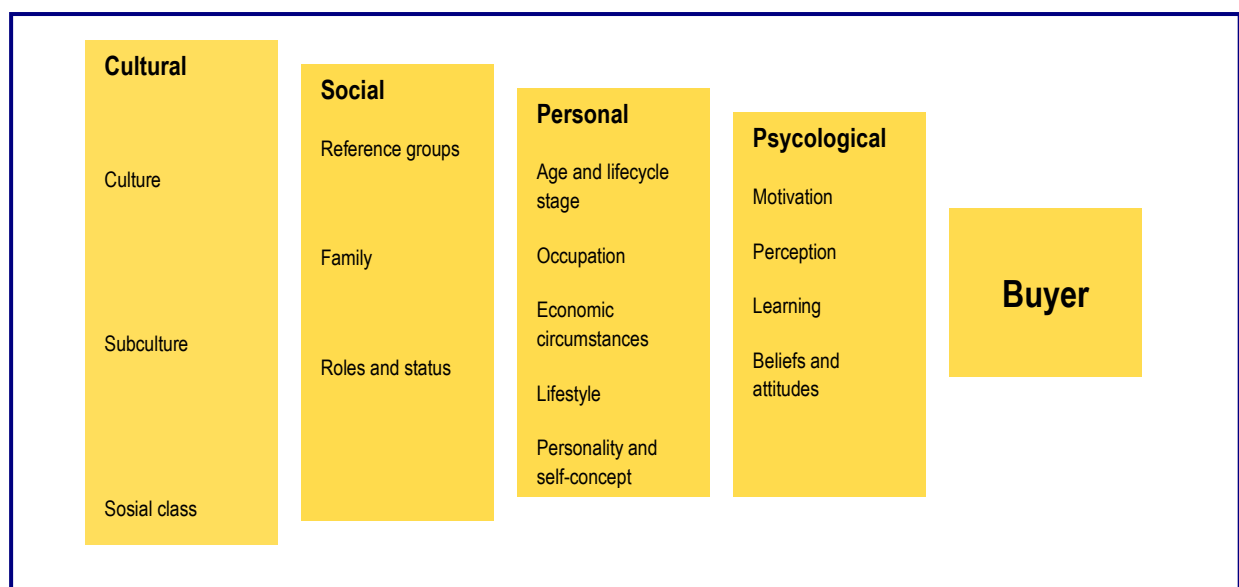 Cultural
Culture
Subculture
Sosial class
Social
Reference groups
Family
Roles and status
Personal
Age and lifecycle
stage
Occupation
Economic
circumstances
Lifestyle
Personality and
self-concept
Psycological
Motivation
Perception
Learning
Beliefs and
attitudes
Buyer